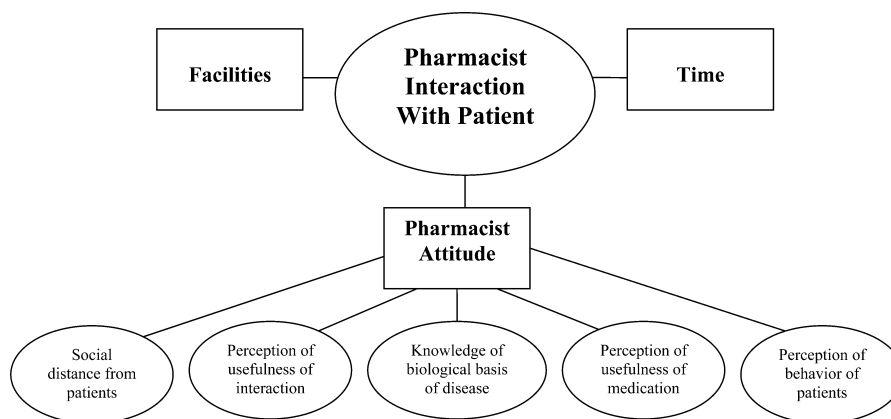 Facilities
Pharmacist
Interaction
With Patient
Time
Pharmacist
Attitude
Social
distance from
patients
Perception of
usefulness of
interaction
Knowledge of
biological basis
of disease
Perception of
usefulness of
medication
Perception of
behavior of
patients